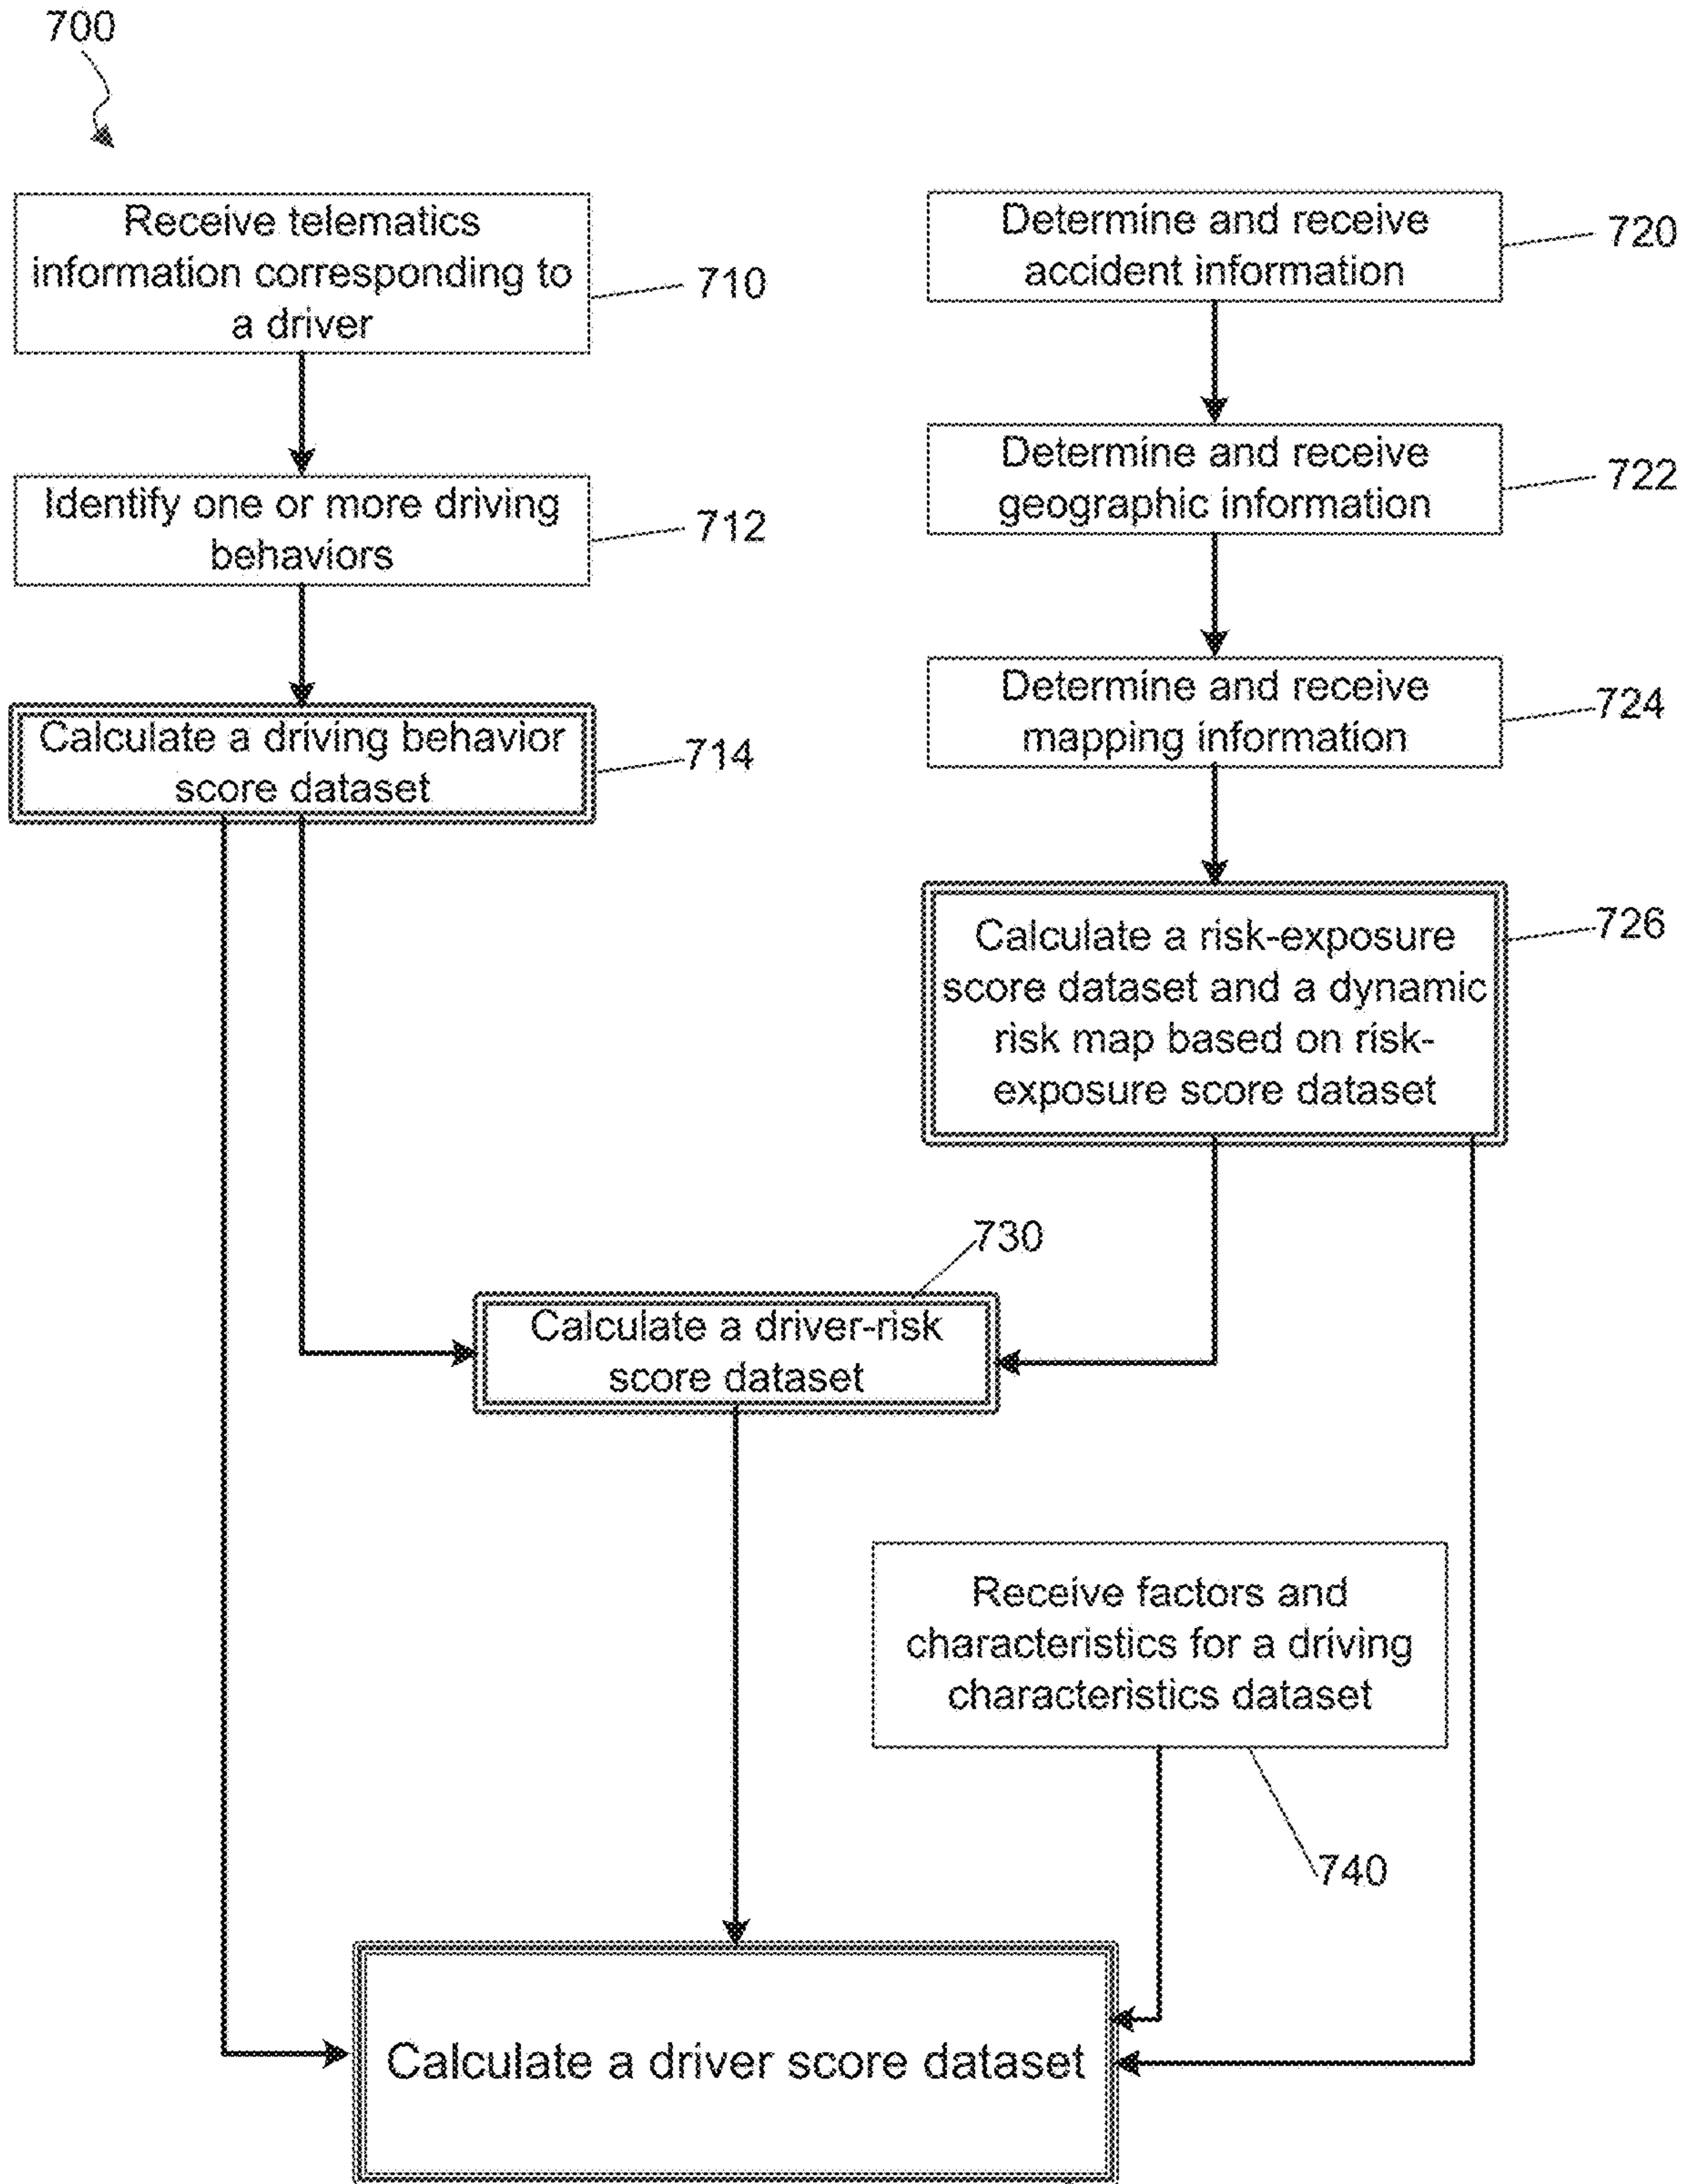 700
Receive telematics
information corresponding to
a driver
710
Identify one or more driving
behaviors
712
Calculate a driving behavior
score dataset
714
Determine and receive
accident information
720
Determine and receive
geographic information
722
Determine and receive
mapping information
724
Calculate a risk-exposure
score dataset and a dynamic
risk map based on risk-
exposure score dataset
726
730
Calculate a driver-risk
score dataset
Receive factors and
characteristics for a driving
characteristics dataset
740
Calculate a driver score dataset